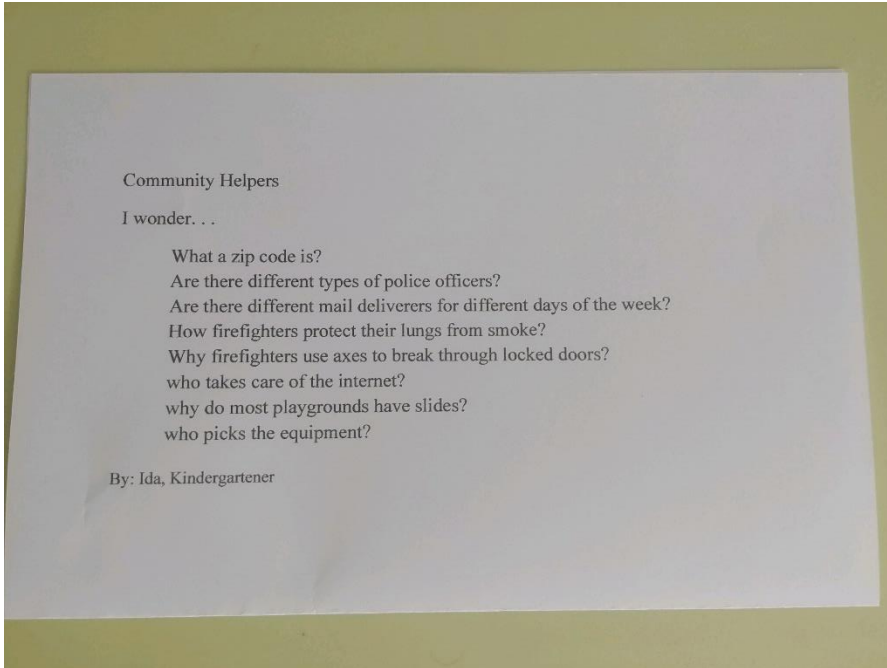 Community Helpers
I wonder. . .
What a zip code is?
Are there different types of police officers?
Are there different mail deliverers for different days of the week?
How firefighters protect their lungs from smoke?
Why firefighters use axes to break through locked doors?
who takes care of the internet?
why do most playgrounds have slides?
who picks the equipment?
By: Ida, Kindergartener